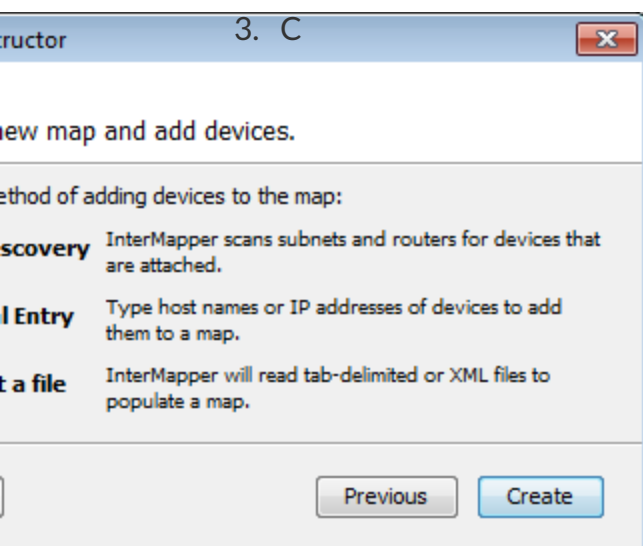 tructor
3. C
new map and add devices.
ethod of adding devices to the map:
scovery InterMapper scans subnets and routers for devices that
are attached.
l Entry Type host names or IP addresses of devices to add
them to a map.
t a file InterMapper will read tab-delimited or XML files to
populate a map.
Previous Create